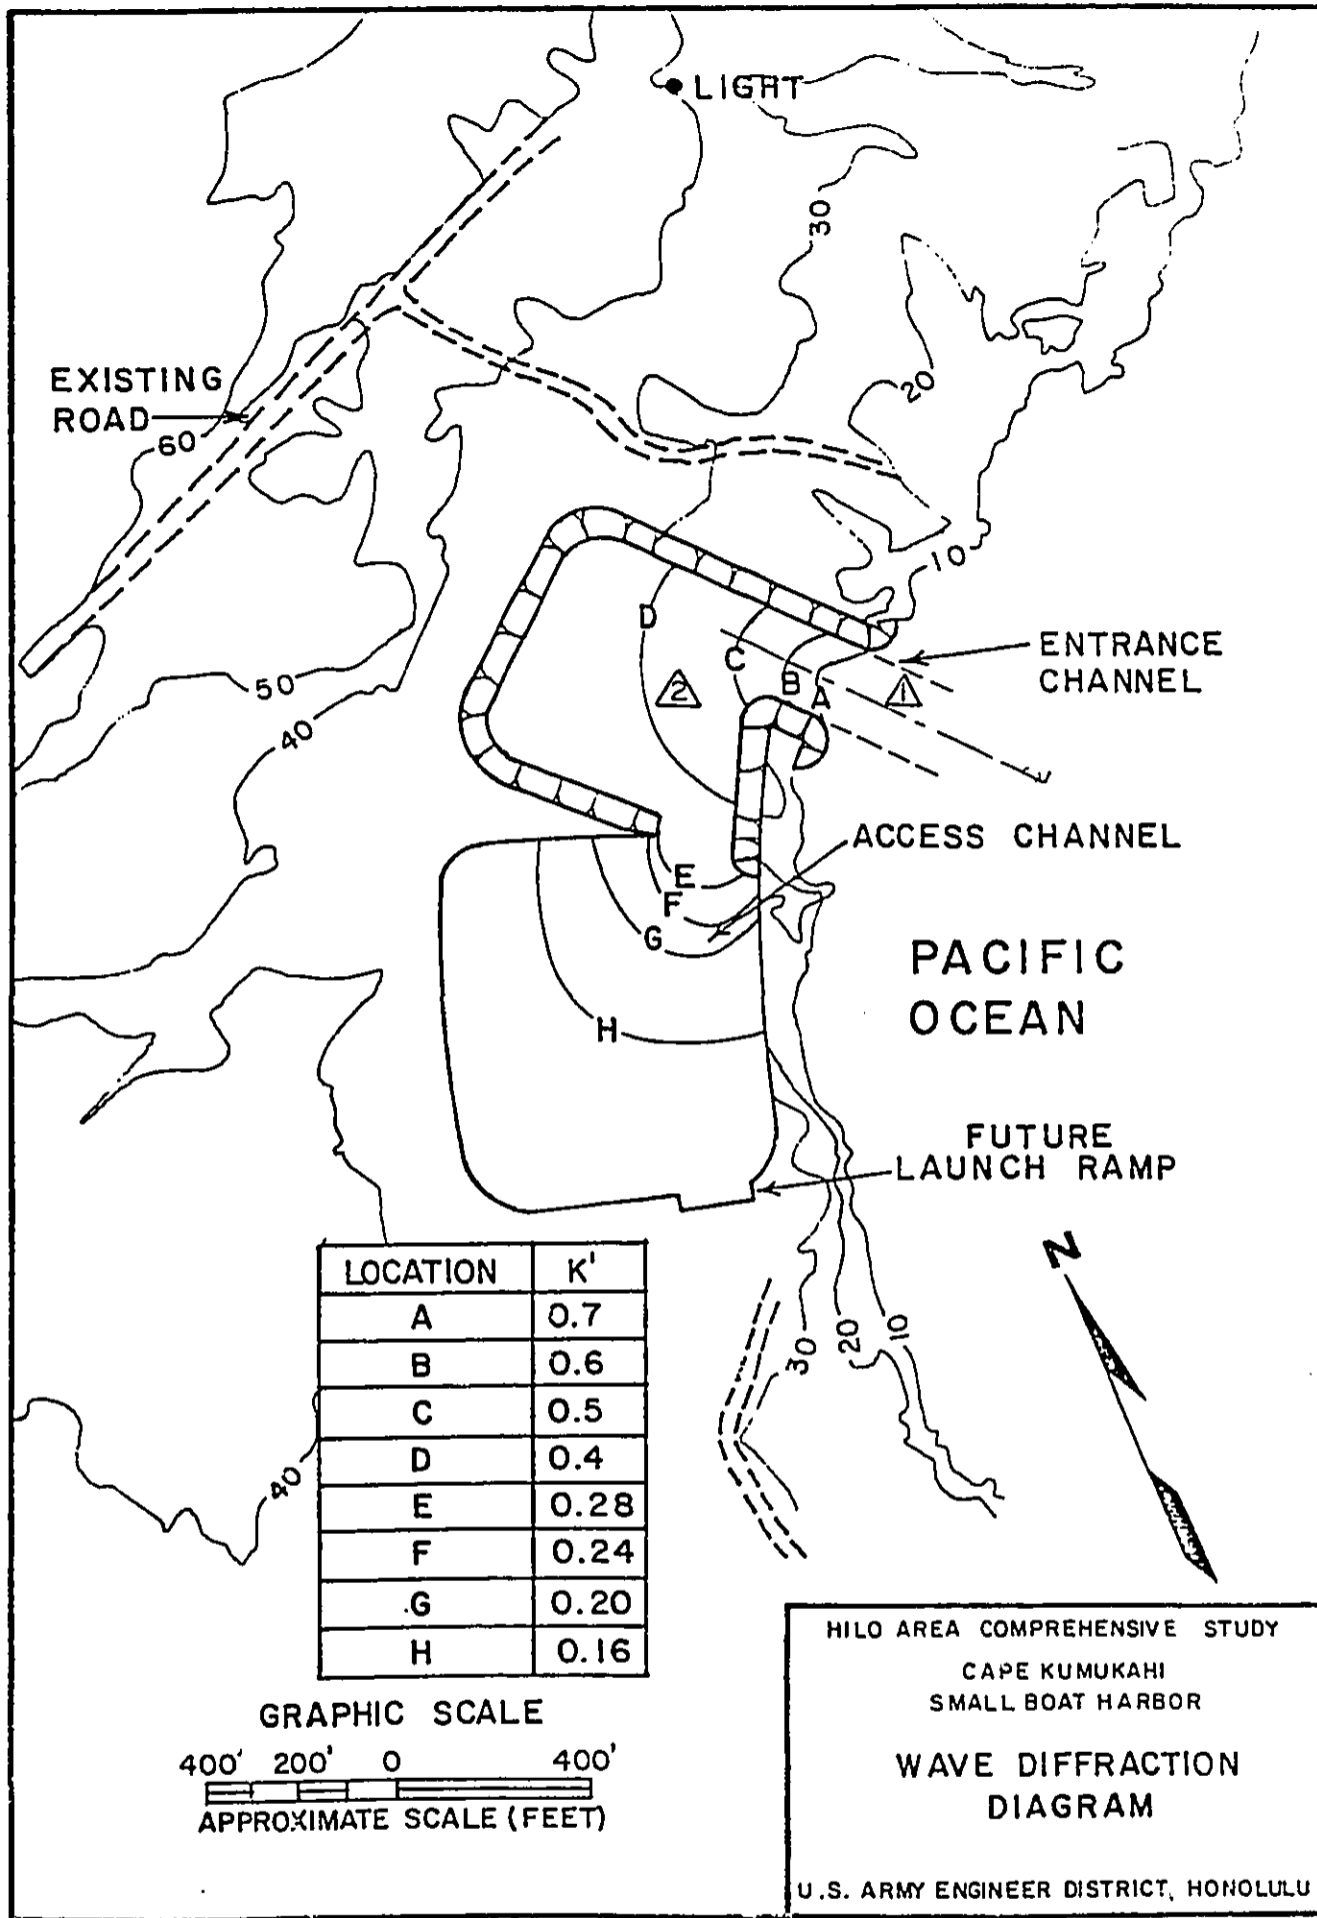 LIGHT
30
EXISTING
ROAD
60
20
10
D
ENTRANCE
CHANNEL
C
B
A
2
1
50
40
ACCESS CHANNEL
E
F
G
PACIFIC
OCEAN
H
FUTURE
LAUNCH RAMP
N
30
20
10
40
LOCATION K'
A 0.7
B 0.6
C 0.5
D 0.4
E 0.28
F 0.24
G 0.20
H 0.16
GRAPHIC SCALE
400' 200' 0 400'
APPROXIMATE SCALE (FEET)
HILO AREA COMPREHENSIVE STUDY
CAPE KUMUKAHI
SMALL BOAT HARBOR
WAVE DIFFRACTION
DIAGRAM
U.S. ARMY ENGINEER DISTRICT, HONOLULU